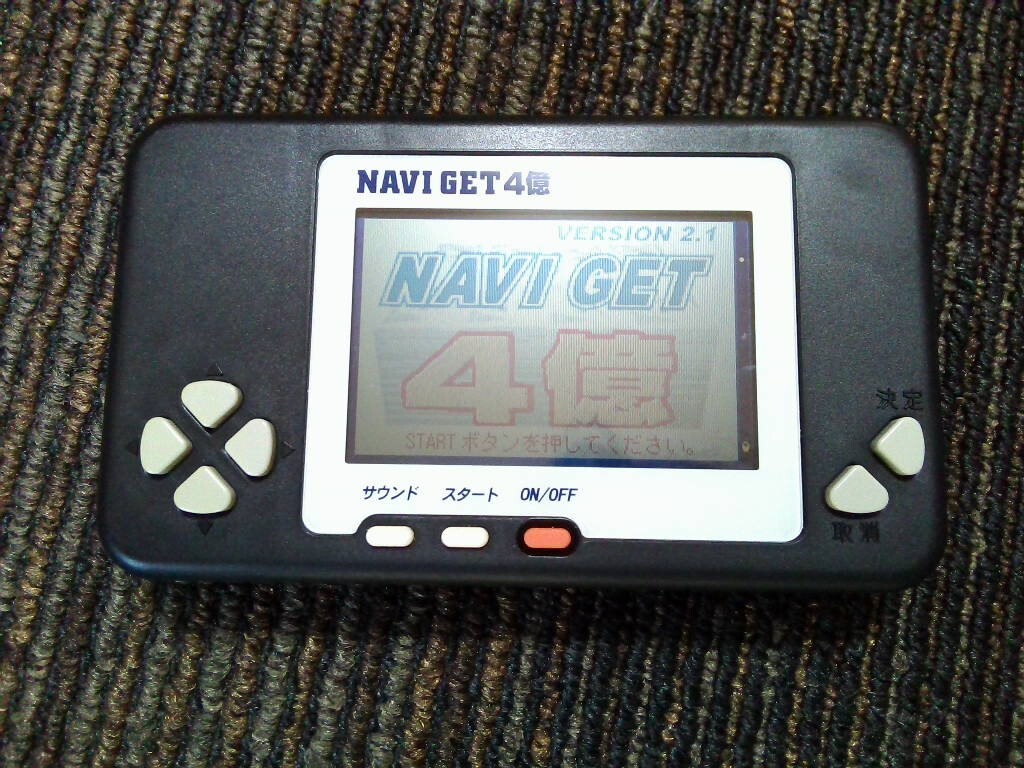 NAVI GET 4億
VERSION 2.1
NAVI GET
4億
STARTボタンを押してください。
サウンド スタート ON/OFF
決定
取消